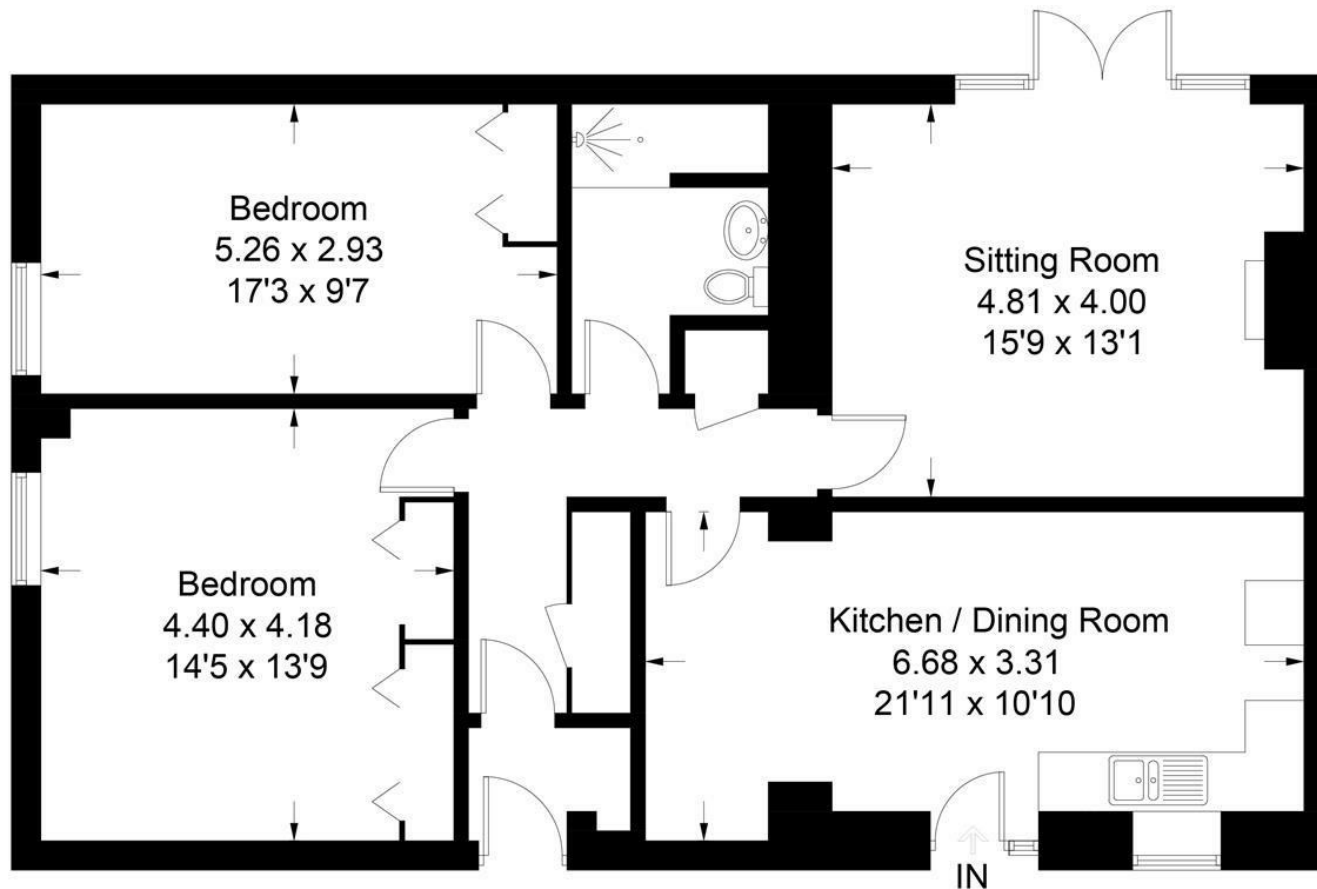 Bedroom
5.26 x 2.93
17'3 x 9'7
Sitting Room
4.81 x 4.00
15'9 x 13'1
Bedroom
4.40 x 4.18
14'5 x 13'9
Kitchen / Dining Room
6.68 x 3.31
21'11 x 10'10
IN